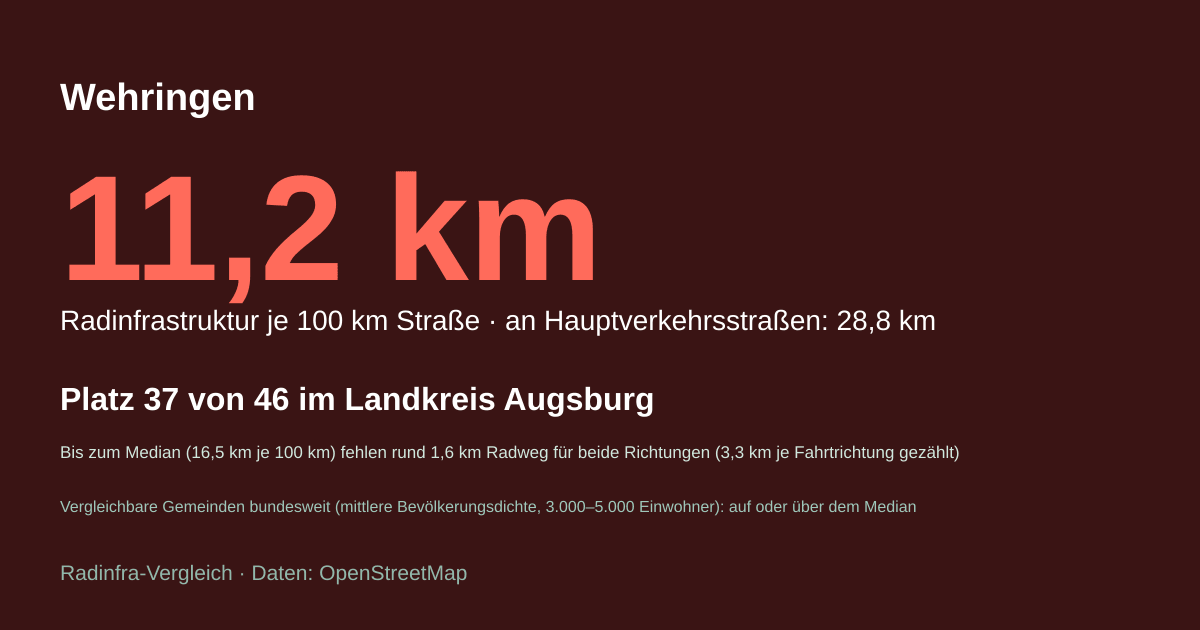 Wehringen
11,2 km
Radinfrastruktur je 100 km Straße · an Hauptverkehrsstraßen: 28,8 km
Platz 37 von 46 im Landkreis Augsburg
Bis zum Median (16,5 km je 100 km) fehlen rund 1,6 km Radweg für beide Richtungen (3,3 km je Fahrtrichtung gezählt)
Vergleichbare Gemeinden bundesweit (mittlere Bevölkerungsdichte, 3.000–5.000 Einwohner): auf oder über dem Median
Radinfra-Vergleich · Daten: OpenStreetMap